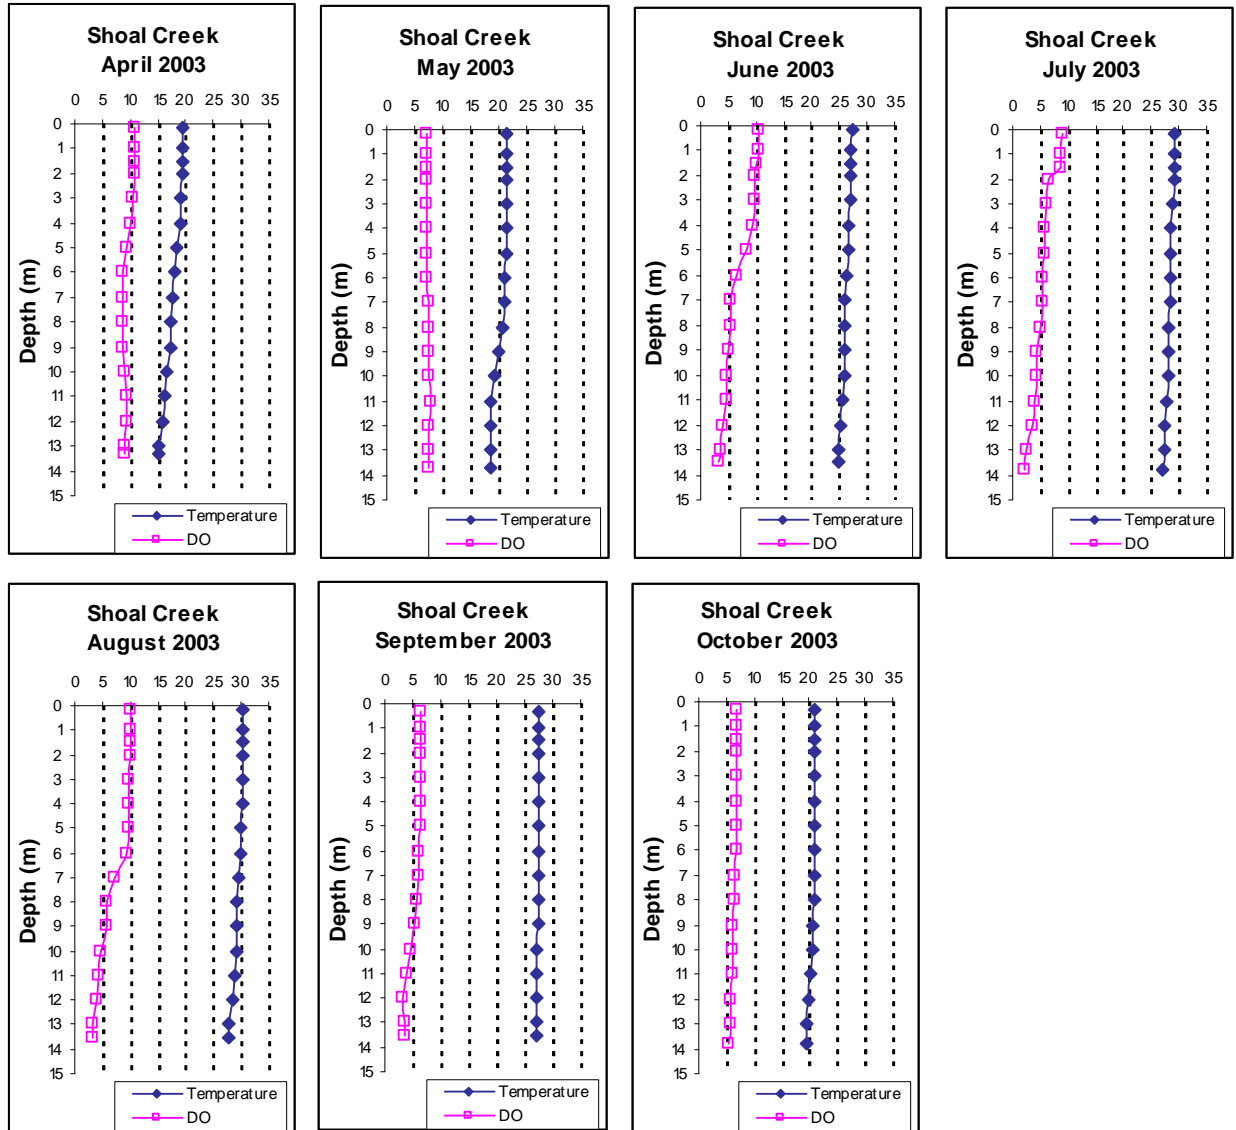 Shoal Creek
April 2003
0 5 10 15 20 25 30 35
0
1
2
3
4
5
6
7
8
9
10
11
12
13
14
15
Depth (m)
Temperature
DO
Shoal Creek
May 2003
0 5 10 15 20 25 30 35
0
1
2
3
4
5
6
7
8
9
10
11
12
13
14
15
Depth (m)
Temperature
DO
Shoal Creek
June 2003
0 5 10 15 20 25 30 35
0
1
2
3
4
5
6
7
8
9
10
11
12
13
14
15
Depth (m)
Temperature
DO
Shoal Creek
July 2003
0 5 10 15 20 25 30 35
0
1
2
3
4
5
6
7
8
9
10
11
12
13
14
15
Depth (m)
Temperature
DO
Shoal Creek
August 2003
0 5 10 15 20 25 30 35
0
1
2
3
4
5
6
7
8
9
10
11
12
13
14
15
Depth (m)
Temperature
DO
Shoal Creek
September 2003
0 5 10 15 20 25 30 35
0
1
2
3
4
5
6
7
8
9
10
11
12
13
14
15
Depth (m)
Temperature
DO
Shoal Creek
October 2003
0 5 10 15 20 25 30 35
0
1
2
3
4
5
6
7
8
9
10
11
12
13
14
15
Depth (m)
Temperature
DO